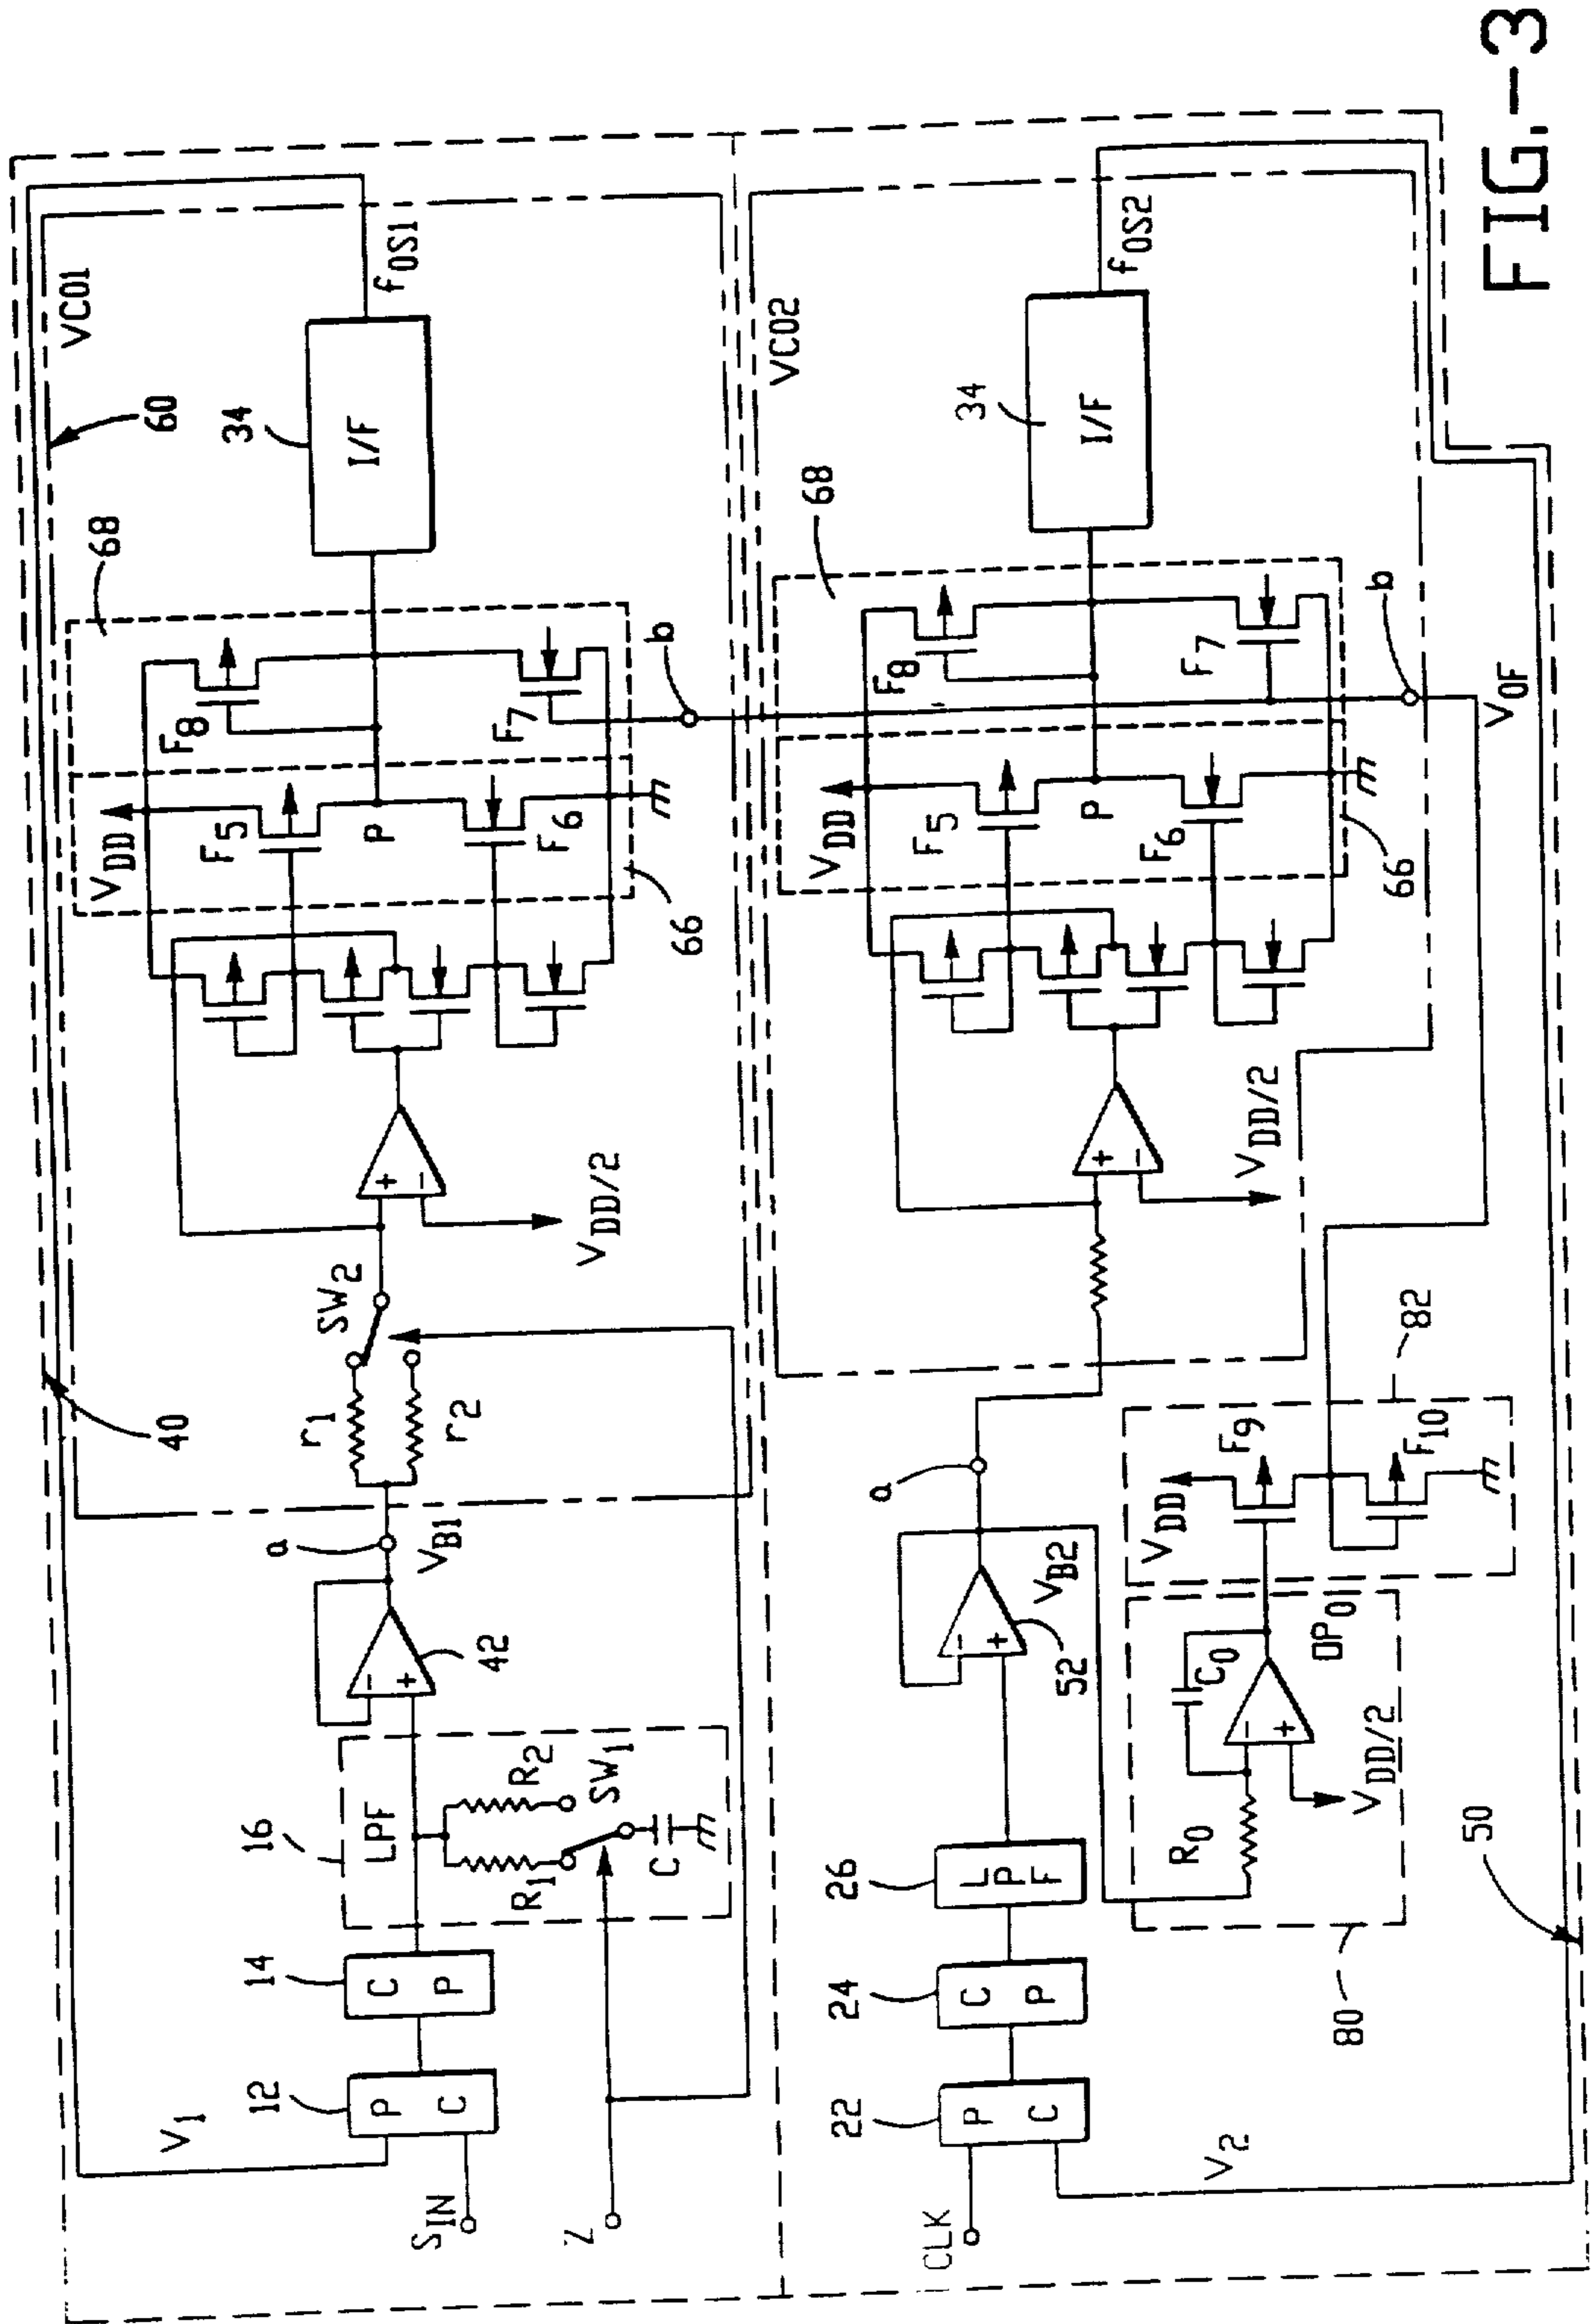 V1
SIN
Z
12
P C
14
C P
16
LPF
R1
R2
SW1
C
42
a
VB1
r1
r2
SW2
40
VDD/2
VDD
F5
F6
P
66
F8
F7
68
b
I/F
34
60
VCO1
fOS1
CLK
V2
22
P C
24
C P
26
L P F
52
VB2
a
80
R0
C0
OP0
VDD/2
VDD
F9
F10
82
50
VDD/2
VDD
F5
F6
P
66
F8
F7
68
b
VOF
I/F
34
VCO2
fOS2
FIG.-3